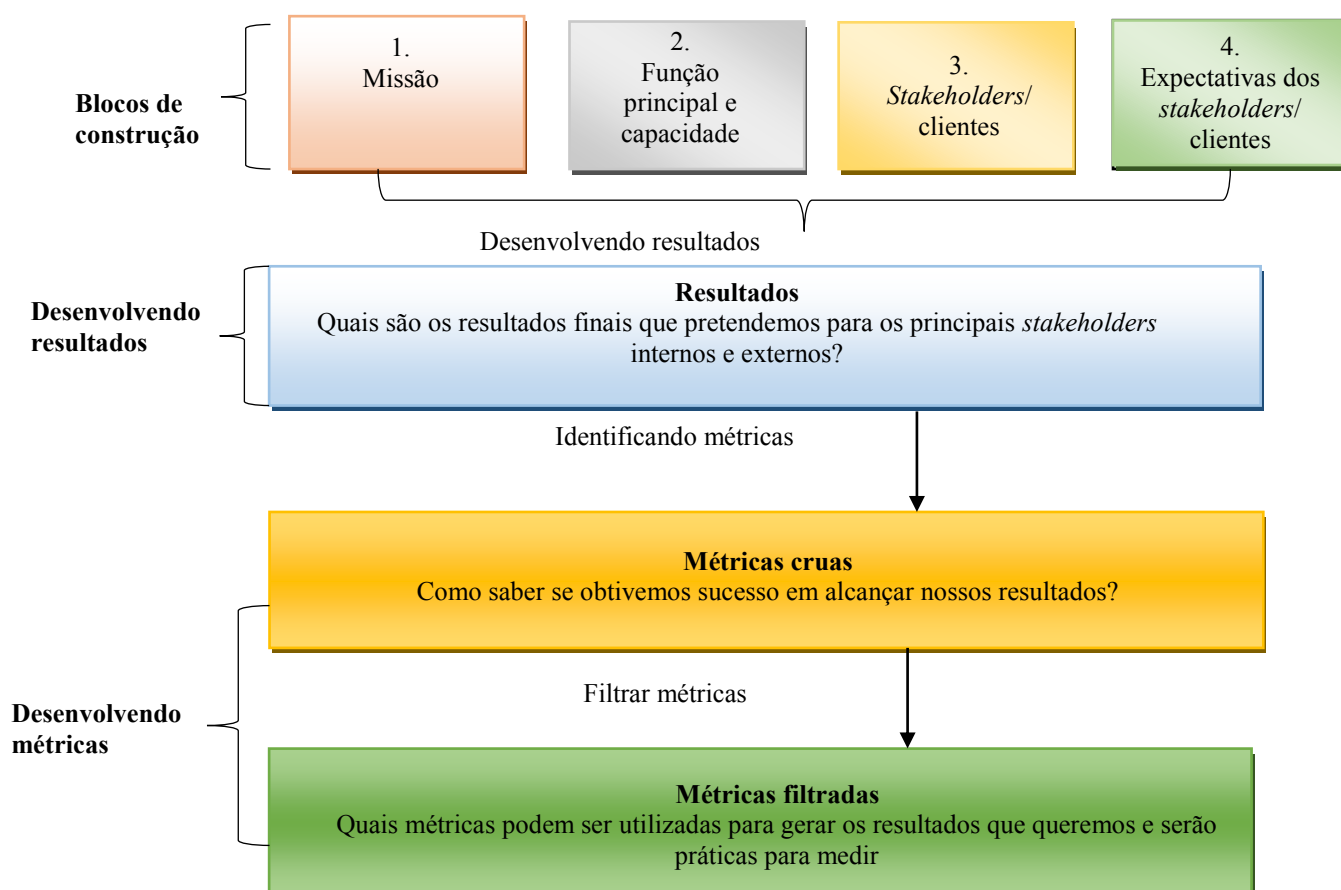 1.
Missão
2.
Função
principal e
capacidade
3.
Stakeholders/
clientes
4.
Expectativas dos
stakeholders/
clientes
Blocos de
construção
Desenvolvendo resultados
Desenvolvendo
resultados
Resultados
Quais são os resultados finais que pretendemos para os principais stakeholders
internos e externos?
Identificando métricas
Métricas cruas
Como saber se obtivemos sucesso em alcançar nossos resultados?
Filtrar métricas
Desenvolvendo
métricas
Métricas filtradas
Quais métricas podem ser utilizadas para gerar os resultados que queremos e serão
práticas para medir